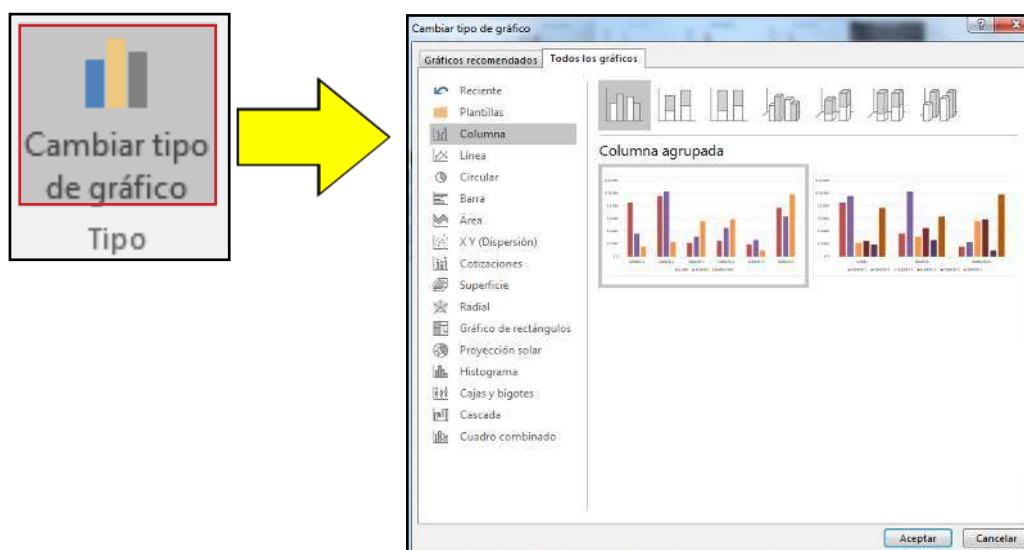 Cambiar tipo
de gráfico
Tipo
Cambiar tipo de gráfico
Gráficos recomendados
Todos los gráficos
Reciente
Plantillas
Columna
Línea
Circular
Barra
Área
X Y (Dispersión)
Cotizaciones
Superficie
Radial
Gráfico de rectángulos
Proyección solar
Histograma
Cajas y bigotes
Cascada
Cuadro combinado
Columna agrupada
Aceptar
Cancelar